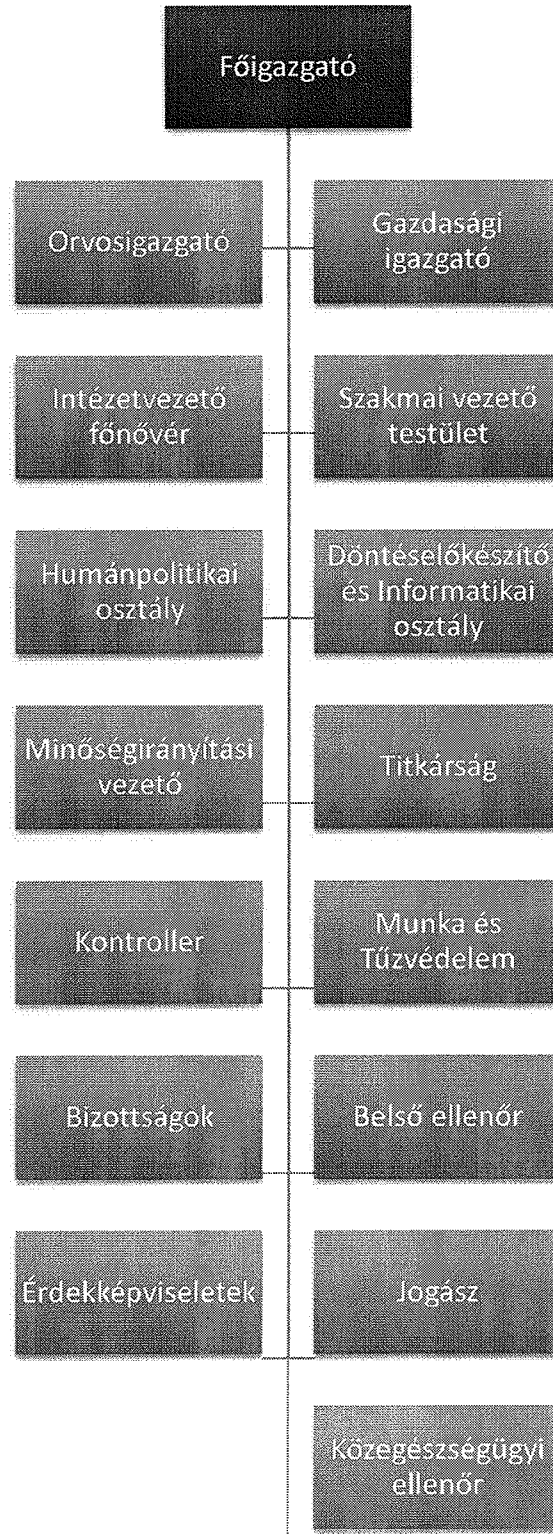 Főigazgató
Orvosigazgató
Gazdasági
igazgató
Intézetvezető
főnővér
Szakmai vezető
testület
Humánpolitikai
osztály
Döntéselőkészítő
és Informatikai
osztály
Minőségirányítási
vezető
Titkárság
Kontroller
Munka és
Tűzvédelem
Bizottságok
Belső ellenőr
Érdekképviseletek
Jogász
Közegészségügyi
ellenőr